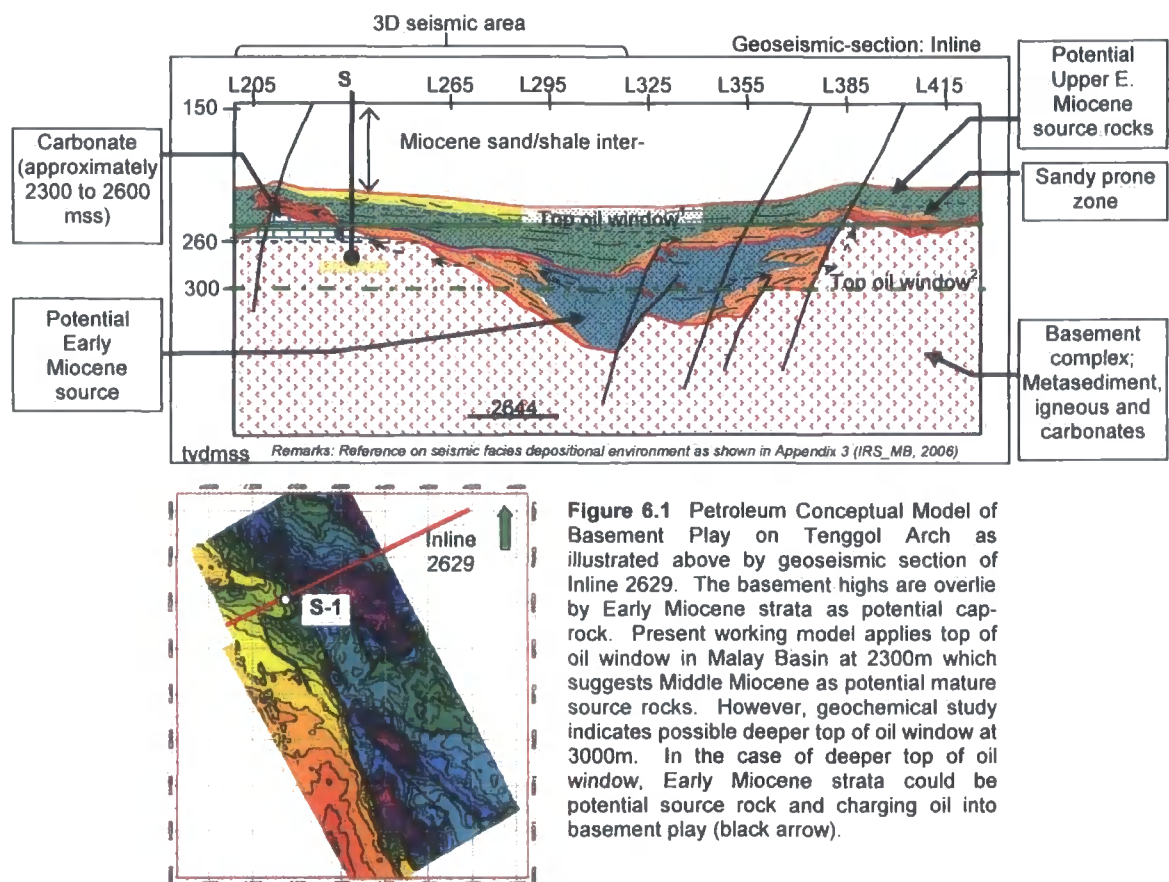 3D seismic area
Geoseismic-section: Inline
L205
S
L265
L295
L325
L355
L385
L415
150
260
300
Miocene sand/shale inter-
Top oil window1
Top oil window2
2644
tvdmss
Remarks: Reference on seismic facies depositional environment as shown in Appendix 3 (IRS_MB, 2006)
Carbonate
(approximately
2300 to 2600
mss)
Potential
Early
Miocene
source
Potential
Upper E.
Miocene
source rocks
Sandy prone
zone
Basement
complex;
Metasediment,
igneous and
carbonates
Inline
2629
S-1
Figure 6.1 Petroleum Conceptual Model of
Basement Play on Tenggol Arch as
illustrated above by geoseismic section of
Inline 2629. The basement highs are overlie
by Early Miocene strata as potential cap-
rock. Present working model applies top of
oil window in Malay Basin at 2300m which
suggests Middle Miocene as potential mature
source rocks. However, geochemical study
indicates possible deeper top of oil window at
3000m. In the case of deeper top of oil
window, Early Miocene strata could be
potential source rock and charging oil into
basement play (black arrow).